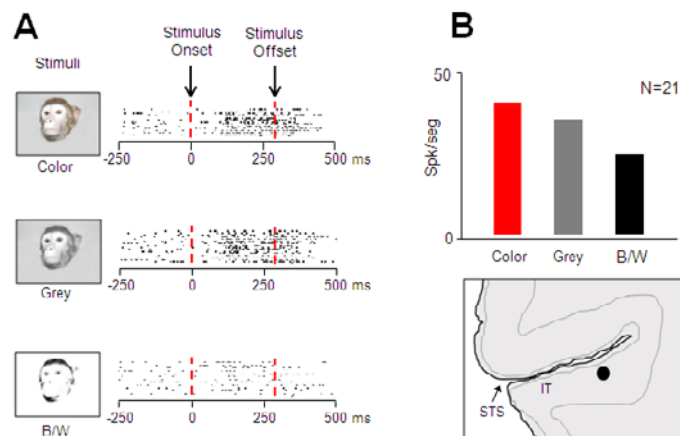 A
Stimuli
Stimulus
Onset
Stimulus
Offset
Color
-250 0 250 500 ms
Grey
-250 0 250 500 ms
B/W
-250 0 250 500 ms
B
50
N=21
Spk/seg
0
Color Grey B/W
STS
IT